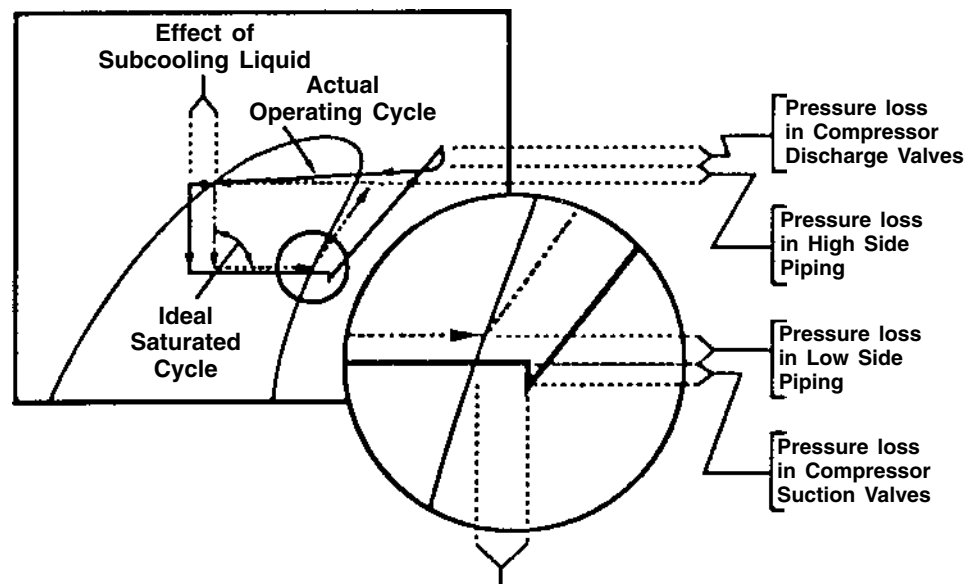 Effect of
Subcooling Liquid
Actual
Operating Cycle
Ideal
Saturated
Cycle
Pressure loss
in Compressor
Discharge Valves
Pressure loss
in High Side
Piping
Pressure loss
in Low Side
Piping
Pressure loss
in Compressor
Suction Valves